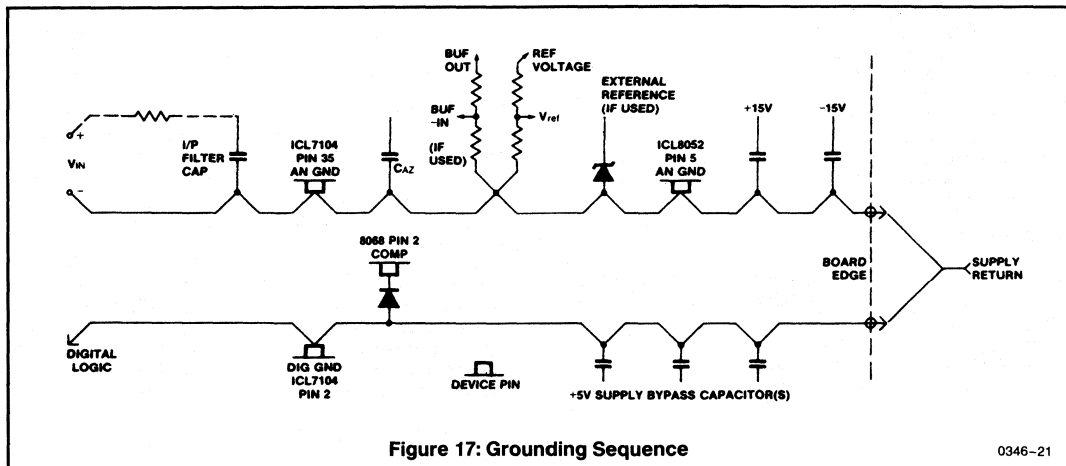 BUF
OUT
REF
VOLTAGE
EXTERNAL
REFERENCE
(IF USED)
+15V
-15V
BUF
-IN
Vref
(IF
USED)
+
VIN
-
I/P
FILTER
CAP
ICL7104
PIN 35
AN GND
CAZ
ICL8052
PIN 5
AN GND
8068 PIN 2
COMP
BOARD
EDGE
SUPPLY
RETURN
DIGITAL
LOGIC
DIG GND
ICL7104
PIN 2
DEVICE PIN
+5V SUPPLY BYPASS CAPACITOR(S)
Figure 17: Grounding Sequence
0346-21